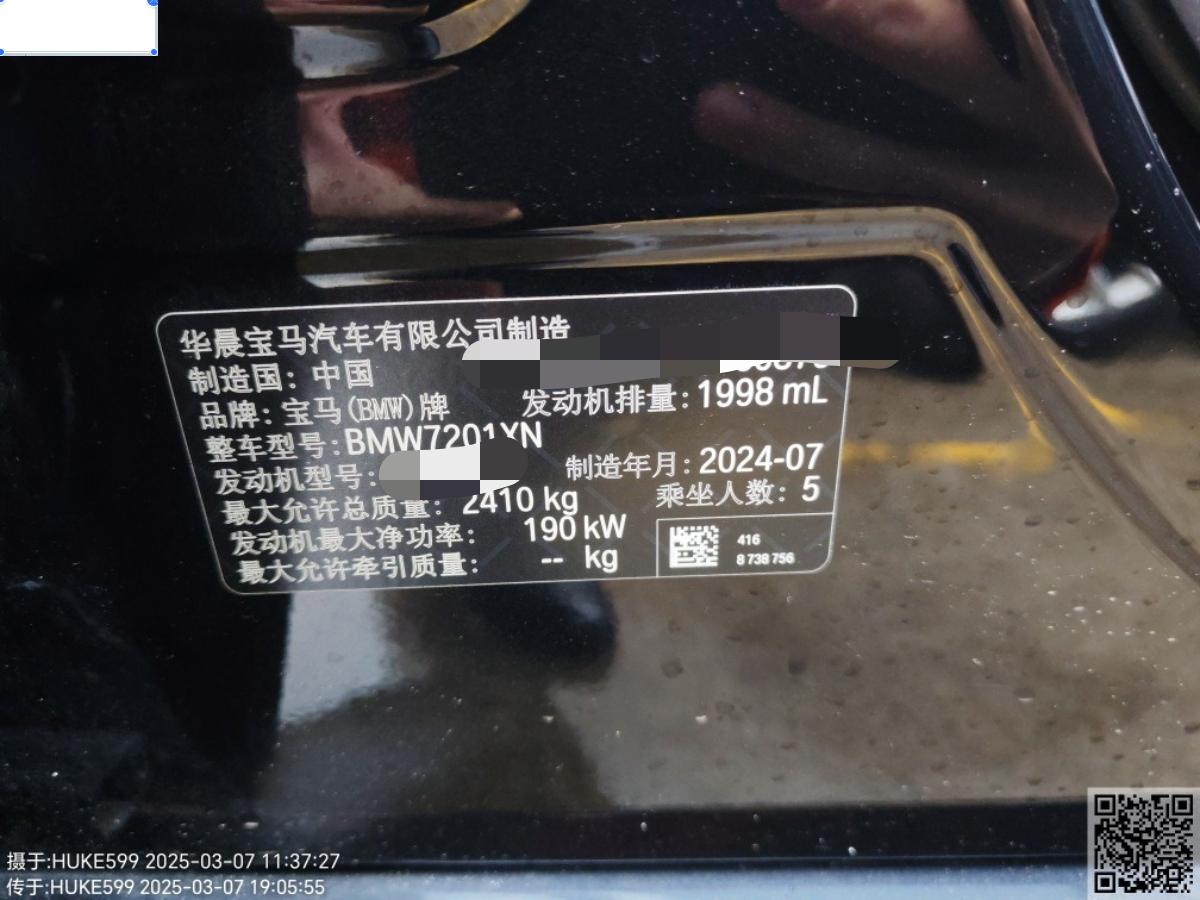 华晨宝马汽车有限公司制造
制造国：中国
品牌：宝马(BMW)牌 发动机排量：1998 mL
整车型号：BMW7201XN
发动机型号： 制造年月：2024-07
最大允许总质量： 2410 kg 乘坐人数：5
发动机最大净功率： 190 kW
最大允许牵引质量： -- kg
416
8 738 756
摄于:HUKE599 2025-03-07 11:37:27
传于:HUKE599 2025-03-07 19:05:55